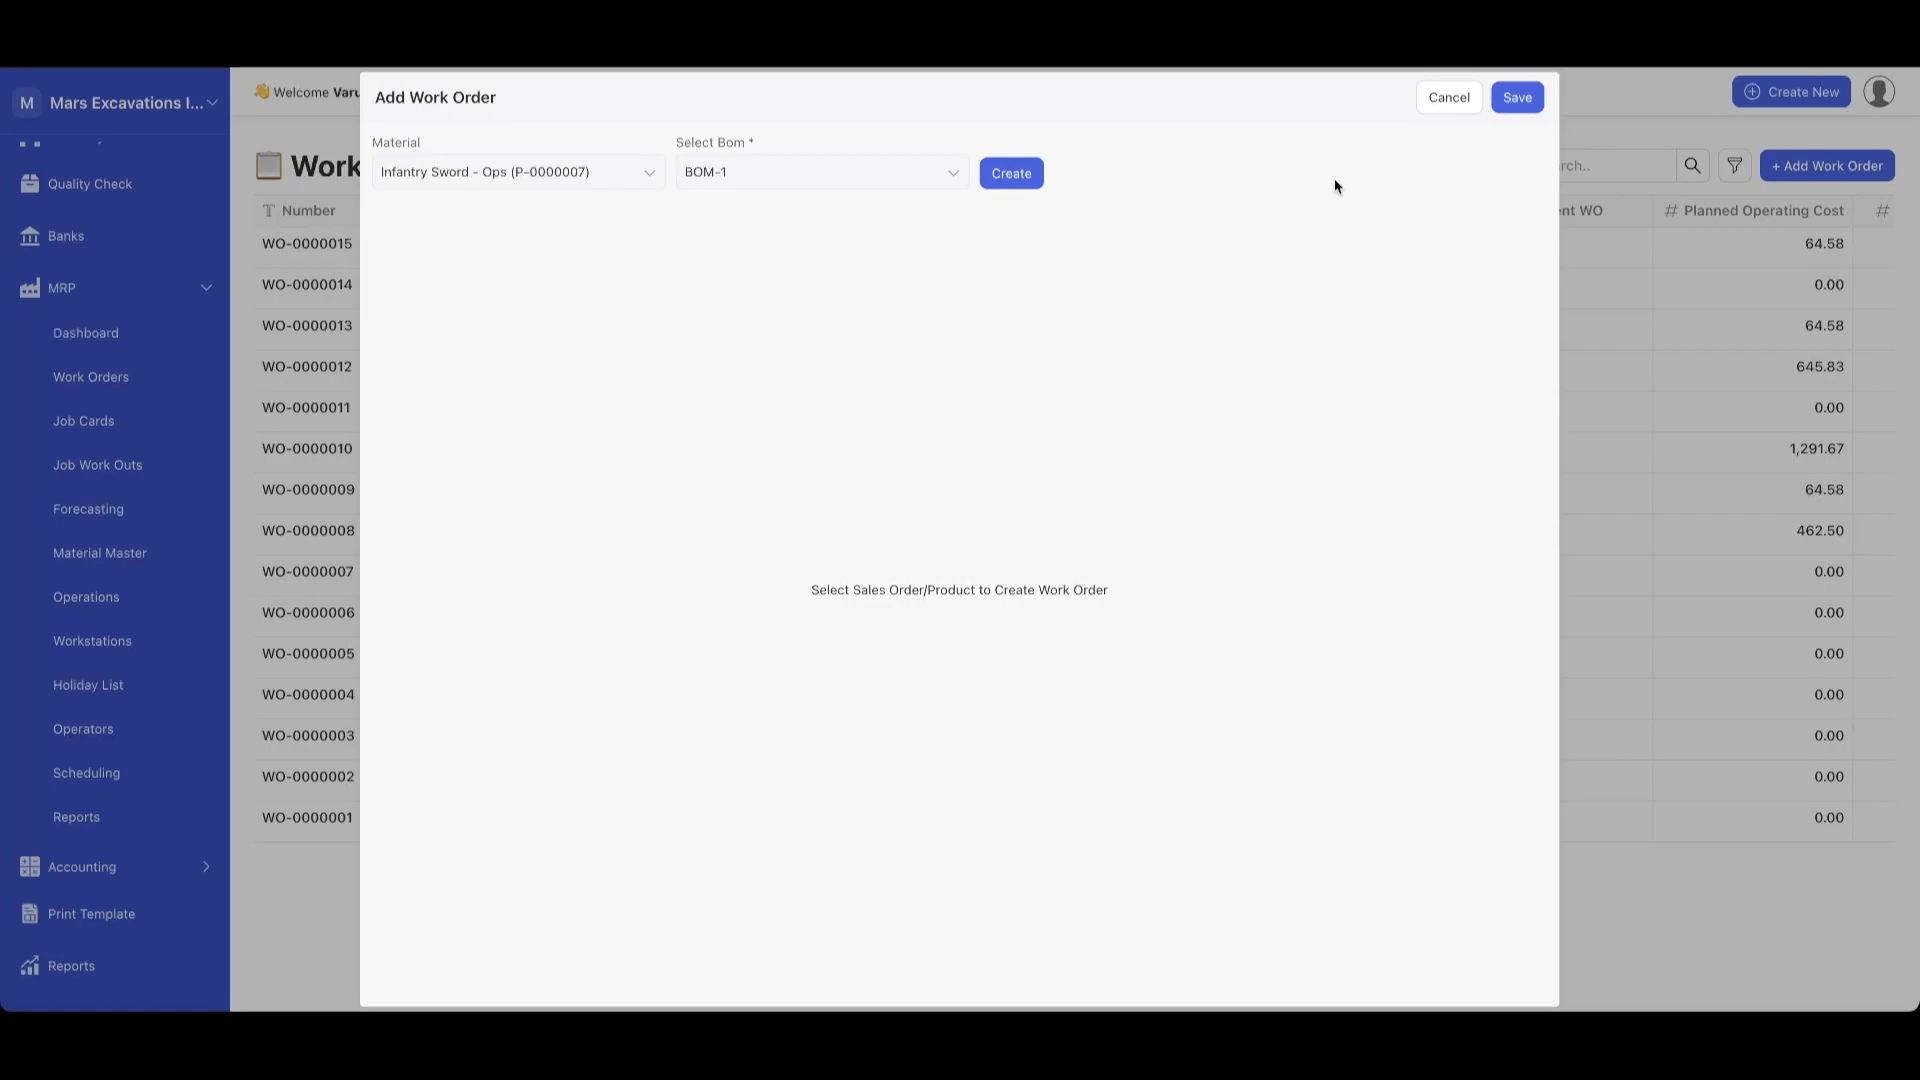 M Mars Excavations I...
Quality Check
Banks
MRP
Dashboard
Work Orders
Job Cards
Job Work Outs
Forecasting
Material Master
Operations
Workstations
Holiday List
Operators
Scheduling
Reports
Accounting
Print Template
Reports
👋 Welcome Varu
Create New
Work
rch..
+ Add Work Order
Number
nt WO
# Planned Operating Cost #
WO-0000015 64.58
WO-0000014 0.00
WO-0000013 64.58
WO-0000012 645.83
WO-0000011 0.00
WO-0000010 1,291.67
WO-0000009 64.58
WO-0000008 462.50
WO-0000007 0.00
WO-0000006 0.00
WO-0000005 0.00
WO-0000004 0.00
WO-0000003 0.00
WO-0000002 0.00
WO-0000001 0.00
Add Work Order
Cancel Save
Material Select Bom *
Infantry Sword - Ops (P-0000007) BOM-1 Create
Select Sales Order/Product to Create Work Order